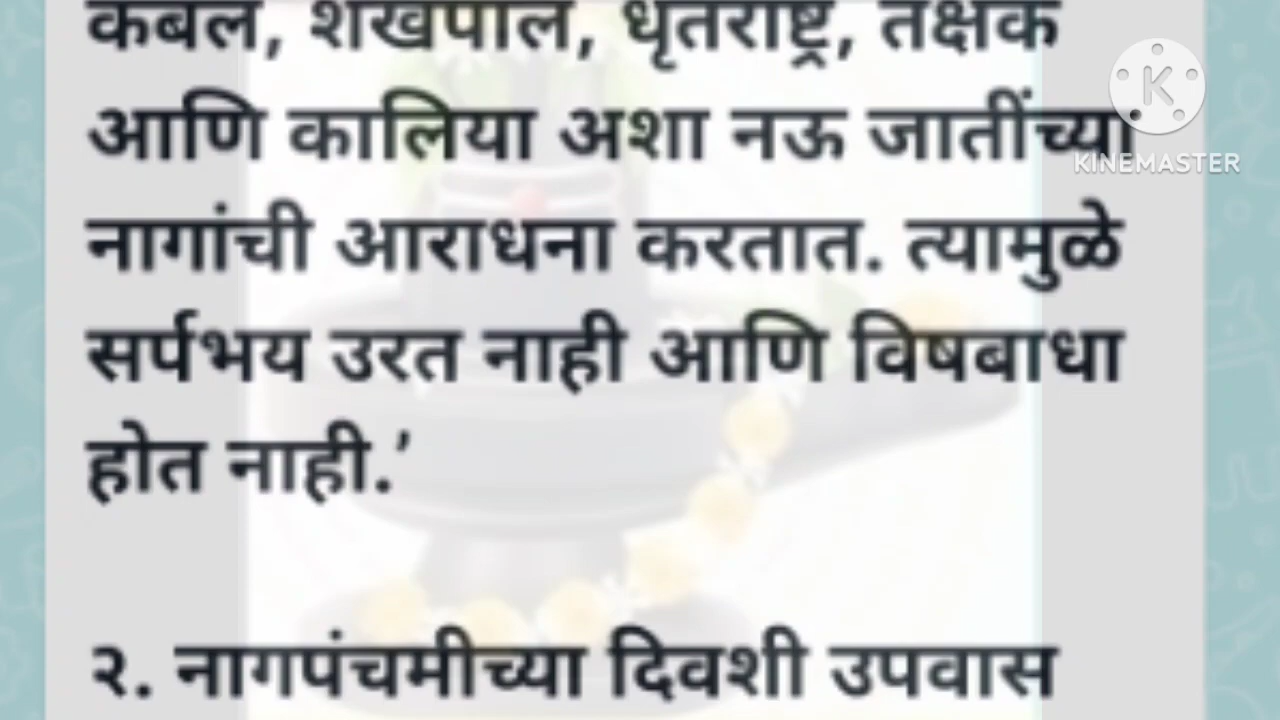 कंबल, शंखपाल, धृतराष्ट्र, तक्षक
आणि कालिया अशा नऊ जातींच्या
नागांची आराधना करतात. त्यामुळे
सर्पभय उरत नाही आणि विषबाधा
होत नाही.’
२. नागपंचमीच्या दिवशी उपवास
K
KINEMASTER